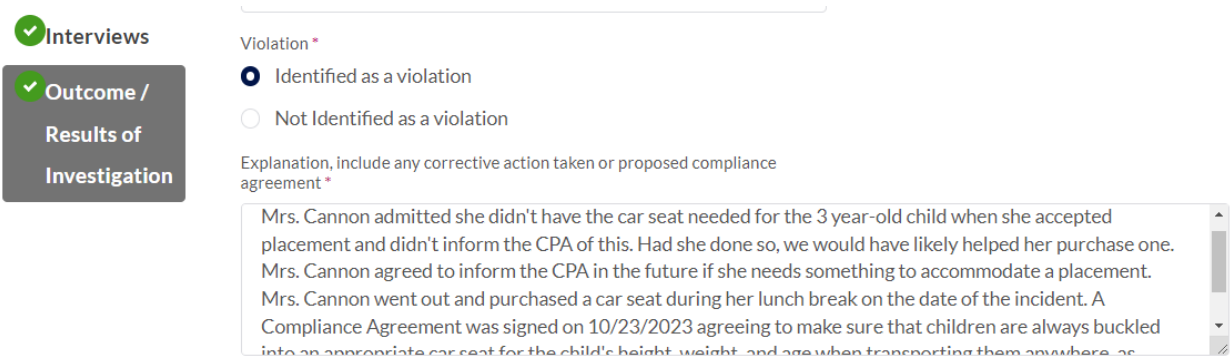 Interviews
Outcome /
Results of
Investigation
Violation *
Identified as a violation
Not Identified as a violation
Explanation, include any corrective action taken or proposed compliance
agreement *
Mrs. Cannon admitted she didn't have the car seat needed for the 3 year-old child when she accepted
placement and didn't inform the CPA of this. Had she done so, we would have likely helped her purchase one.
Mrs. Cannon agreed to inform the CPA in the future if she needs something to accommodate a placement.
Mrs. Cannon went out and purchased a car seat during her lunch break on the date of the incident. A
Compliance Agreement was signed on 10/23/2023 agreeing to make sure that children are always buckled
into an appropriate car seat for the child's height, weight, and age when transporting them anywhere, as